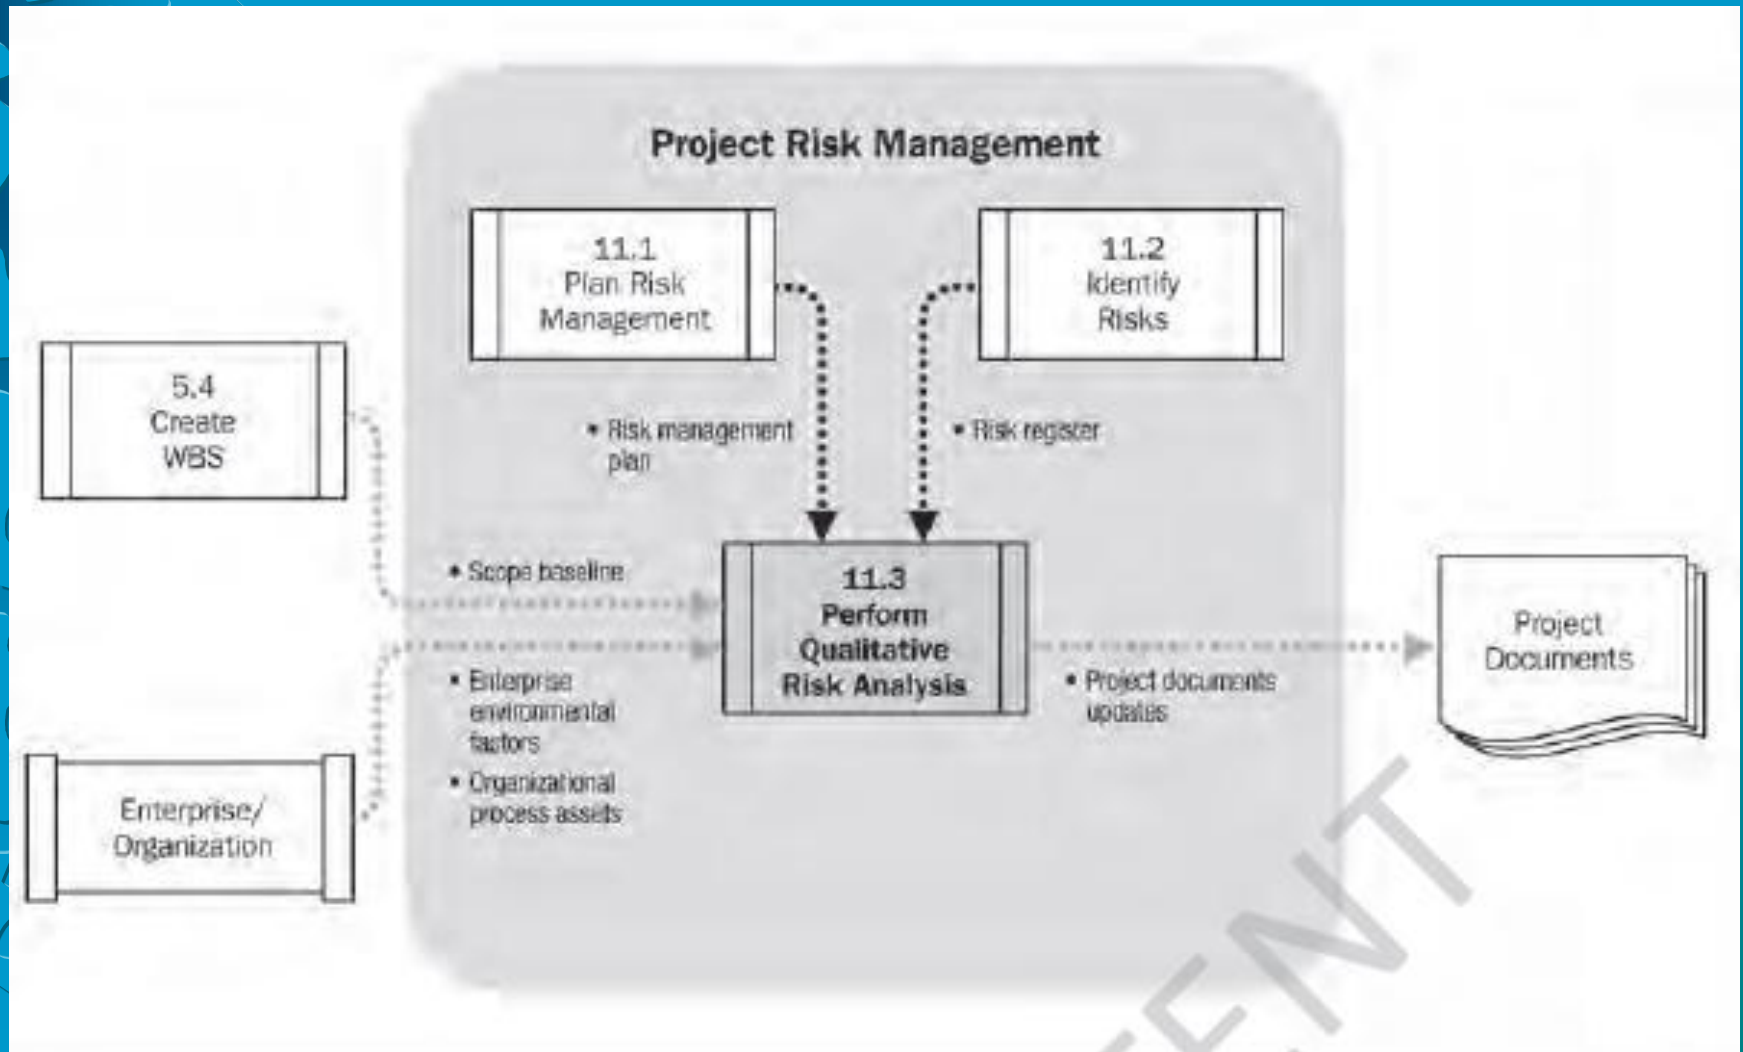 Project Risk Management
11.1
Plan Risk
Management
11.2
Identify
Risks
5.4
Create
WBS
• Risk management
plan
• Risk register
• Scope baseline
11.3
Perform
Qualitative
Risk Analysis
• Enterprise
environmental
factors
• Organizational
process assets
• Project documents
updates
Project
Documents
Enterprise/
Organization
ENT